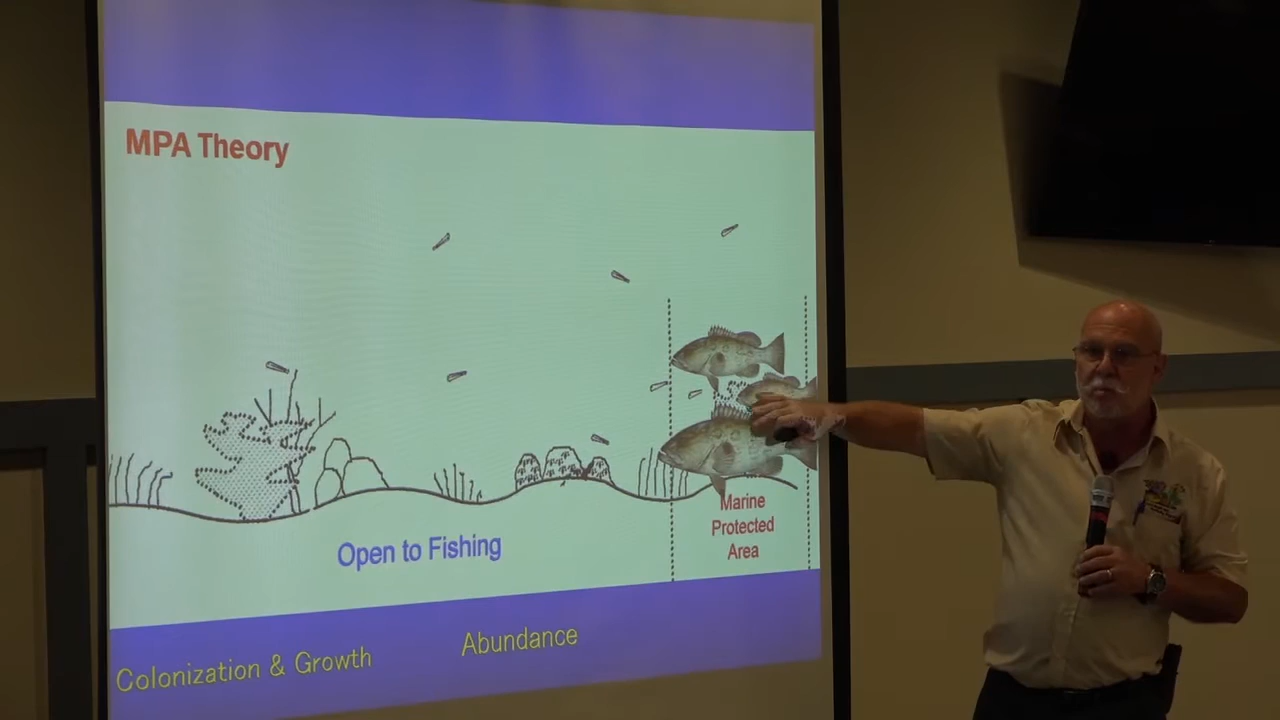 MPA Theory
Marine
Protected
Area
Open to Fishing
Colonization & Growth
Abundance